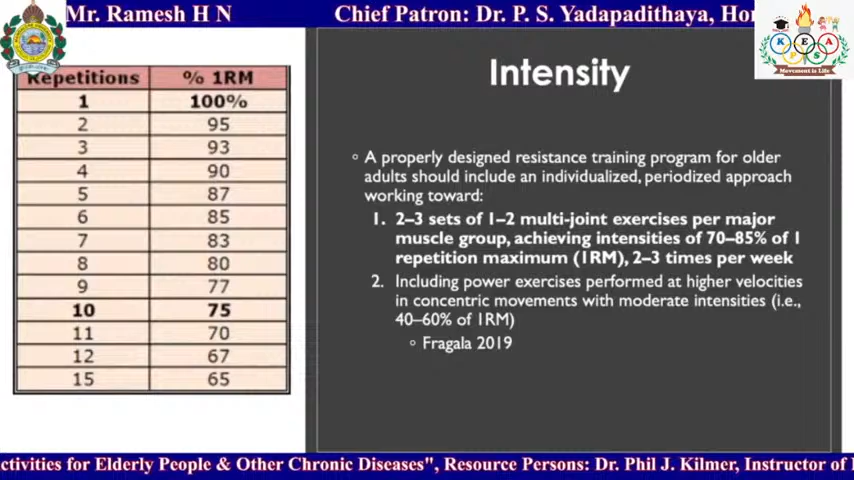 Mr. Ramesh H N Chief Patron: Dr. P. S. Yadapadithaya, Hon
Repetitions % 1RM
1 100%
2 95
3 93
4 90
5 87
6 85
7 83
8 80
9 77
10 75
11 70
12 67
15 65
K E A
P S
Movement is Life
Intensity
◦ A properly designed resistance training program for older
adults should include an individualized, periodized approach
working toward:
1. 2–3 sets of 1–2 multi-joint exercises per major
muscle group, achieving intensities of 70–85% of 1
repetition maximum (1RM), 2–3 times per week
2. Including power exercises performed at higher velocities
in concentric movements with moderate intensities (i.e.,
40–60% of 1RM)
◦ Fragala 2019
ctivities for Elderly People & Other Chronic Diseases", Resource Persons: Dr. Phil J. Kilmer, Instructor of